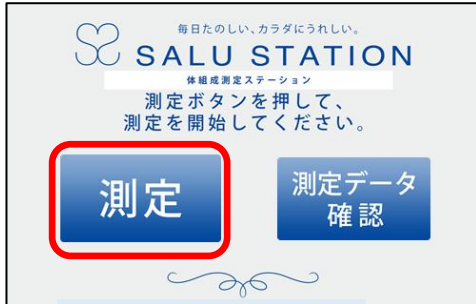 毎日たのしい、カラダにうれしい。
SALU STATION
体組成測定ステーション
測定ボタンを押して、
測定を開始してください。
測定
測定データ
確認